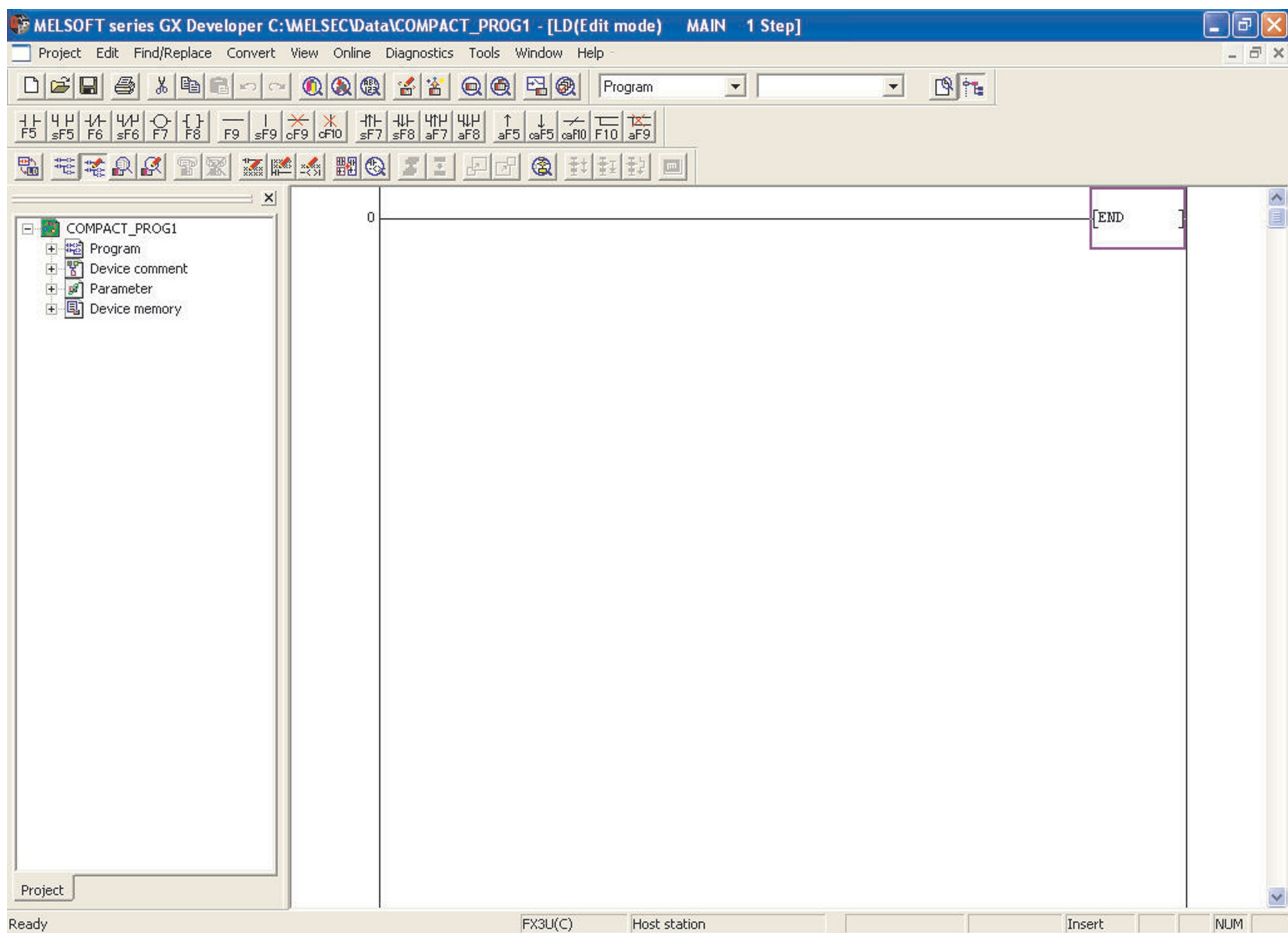 MELSOFT series GX Developer C:\MELSEC\Data\COMPACT_PROG1 - [LD(Edit mode) MAIN 1 Step]
Project Edit Find/Replace Convert View Online Diagnostics Tools Window Help
Program
F5 sF5 F6 sF6 F7 F8 F9 sF9 cF9 cF10 sF7 sF8 aF7 aF8 aF5 caF5 caf10 F10 aF9
0 [END ]
COMPACT_PROG1
Program
Device comment
Parameter
Device memory
Project
Ready FX3U(C) Host station Insert NUM